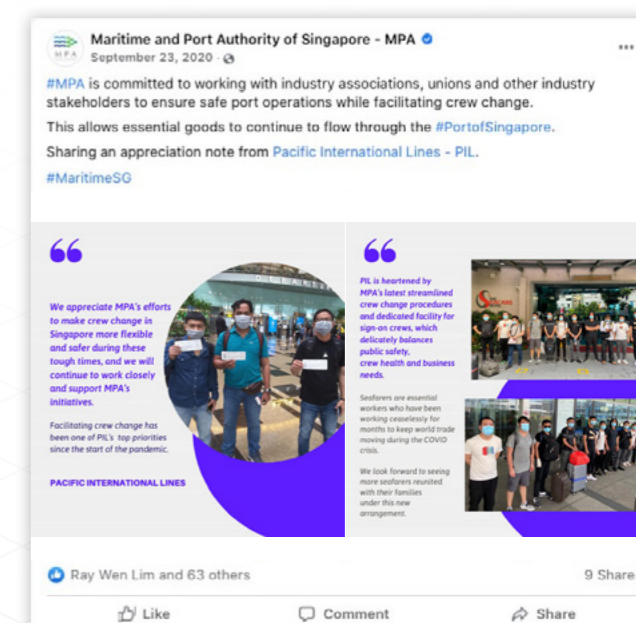 Maritime and Port Authority of Singapore - MPA
MPA
September 23, 2020 ·
#MPA is committed to working with industry associations, unions and other industry
stakeholders to ensure safe port operations while facilitating crew change.
This allows essential goods to continue to flow through the #PortofSingapore.
Sharing an appreciation note from Pacific International Lines - PIL.
#MaritimeSG
We appreciate MPA's efforts
to make crew change in
Singapore more flexible
and safer during these
tough times, and we will
continue to work closely
and support MPA's
initiatives.
Facilitating crew change has
been one of PIL's top priorities
since the start of the pandemic.
PACIFIC INTERNATIONAL LINES
PIL is heartened by
MPA's latest streamlined
crew change procedures
and dedicated facility for
sign-on crews, which
delicately balances
public safety,
crew health and business
needs.
Seafarers are essential
workers who have been
working ceaselessly for
months to keep world trade
moving during the COVID
crisis.
We look forward to seeing
more seafarers reunited
with their families
under this new
arrangement.
Ray Wen Lim and 63 others
9 Share
Like
Comment
Share